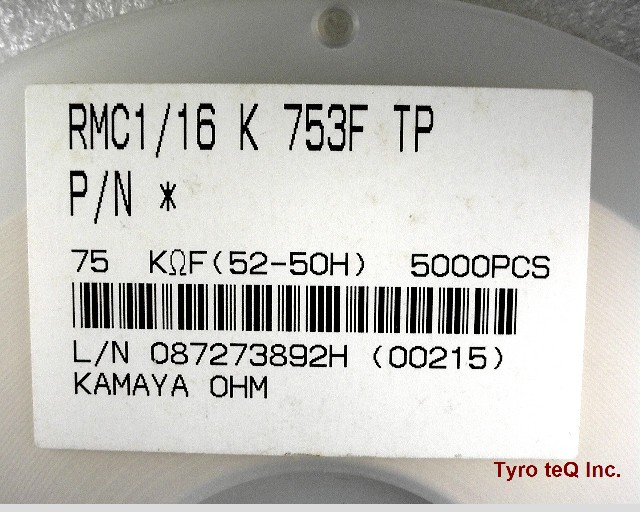 RMC1/16 K 753F TP
P/N *
75 KΩF(52-50H) 5000PCS
L/N 087273892H (00215)
KAMAYA OHM
Tyro teQ Inc.